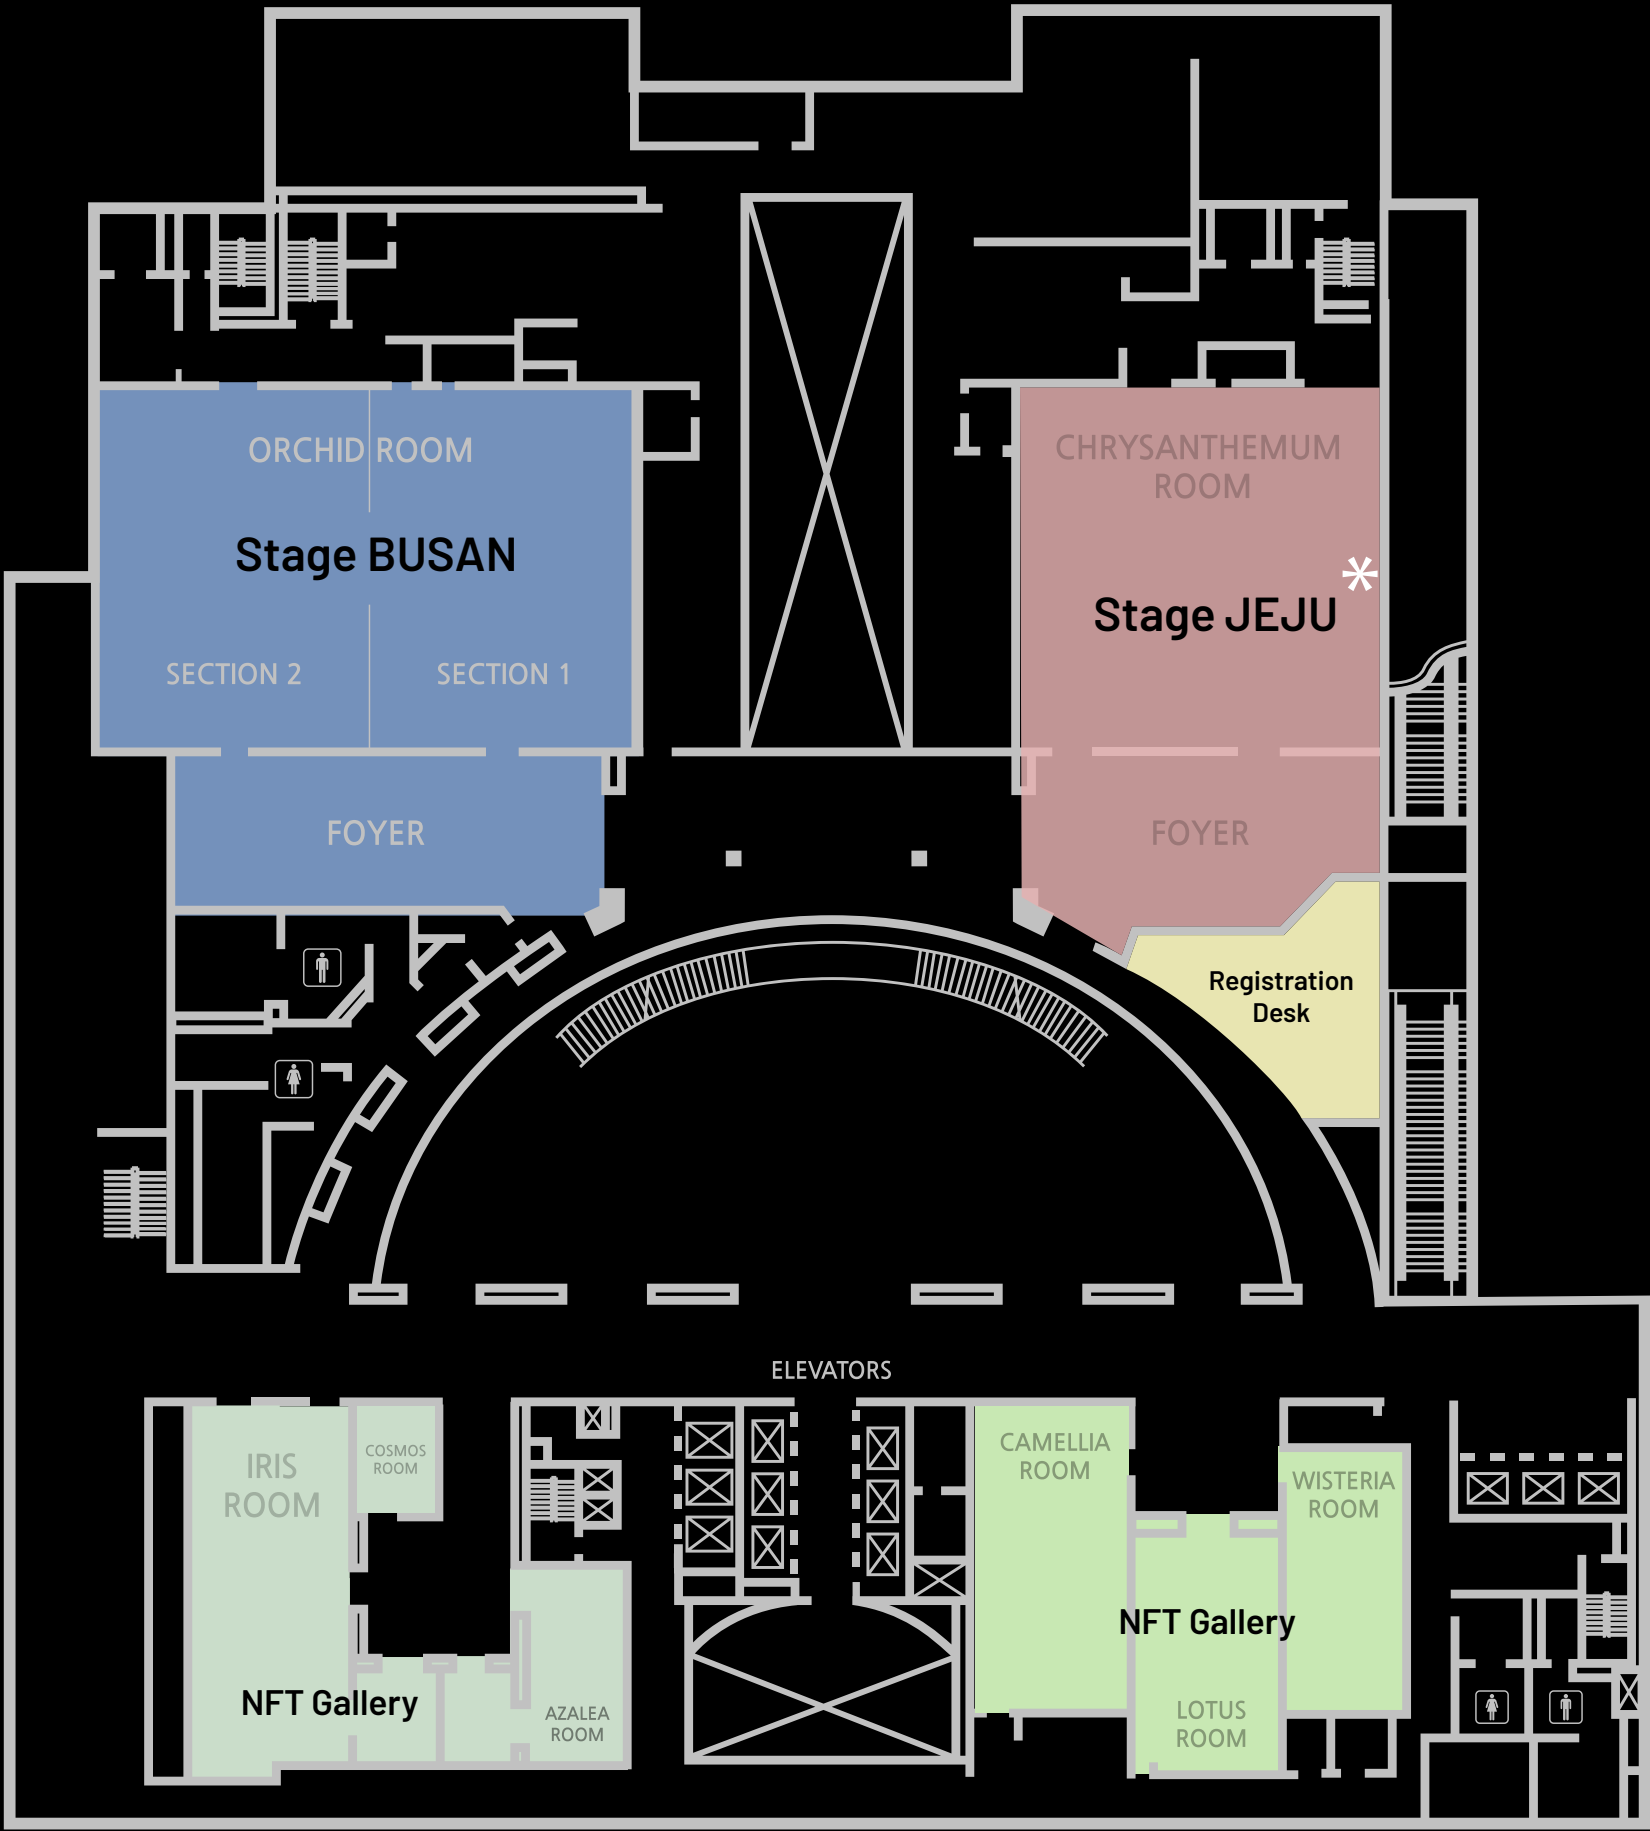 ORCHID ROOM
Stage BUSAN
SECTION 2
SECTION 1
FOYER
CHRYSANTHEMUM
ROOM
*
Stage JEJU
FOYER
Registration
Desk
ELEVATORS
IRIS
ROOM
COSMOS
ROOM
NFT Gallery
AZALEA
ROOM
CAMELLIA
ROOM
WISTERIA
ROOM
NFT Gallery
LOTUS
ROOM